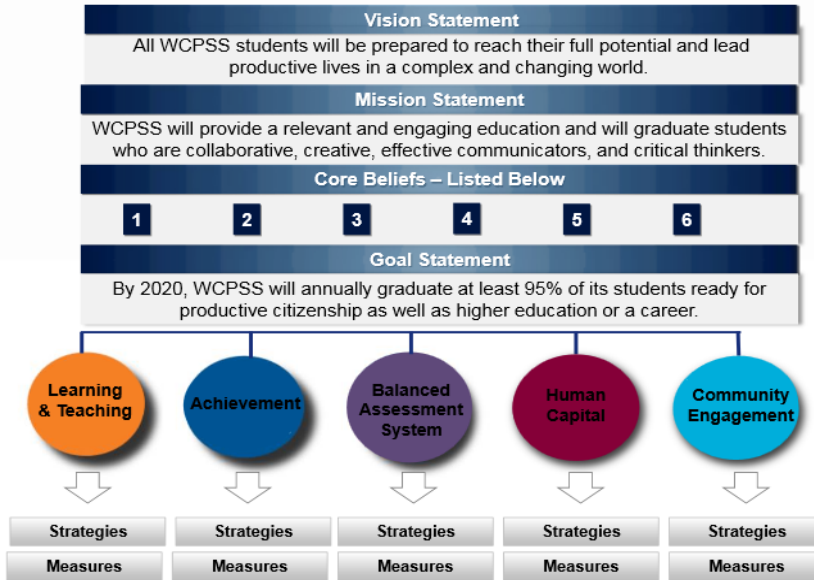 Vision Statement
All WCPSS students will be prepared to reach their full potential and lead
productive lives in a complex and changing world.
Mission Statement
WCPSS will provide a relevant and engaging education and will graduate students
who are collaborative, creative, effective communicators, and critical thinkers.
Core Beliefs – Listed Below
1 2 3 4 5 6
Goal Statement
By 2020, WCPSS will annually graduate at least 95% of its students ready for
productive citizenship as well as higher education or a career.
Learning
& Teaching
Achievement
Balanced
Assessment
System
Human
Capital
Community
Engagement
Strategies Strategies Strategies Strategies Strategies
Measures Measures Measures Measures Measures